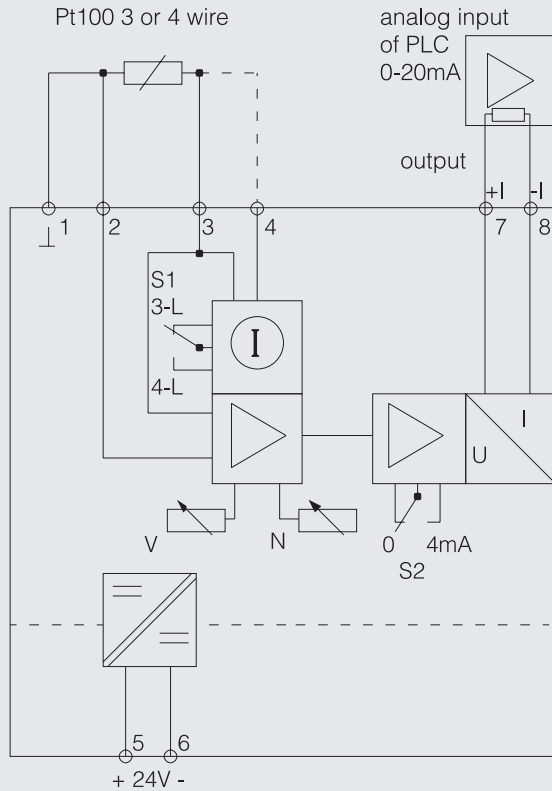 Pt100 3 or 4 wire
analog input
of PLC
0-20mA
output
+I -I
1 2 3 4 7 8
S1
3-L
I
4-L
U I
V N
0 4mA
S2
5 6
+ 24V -